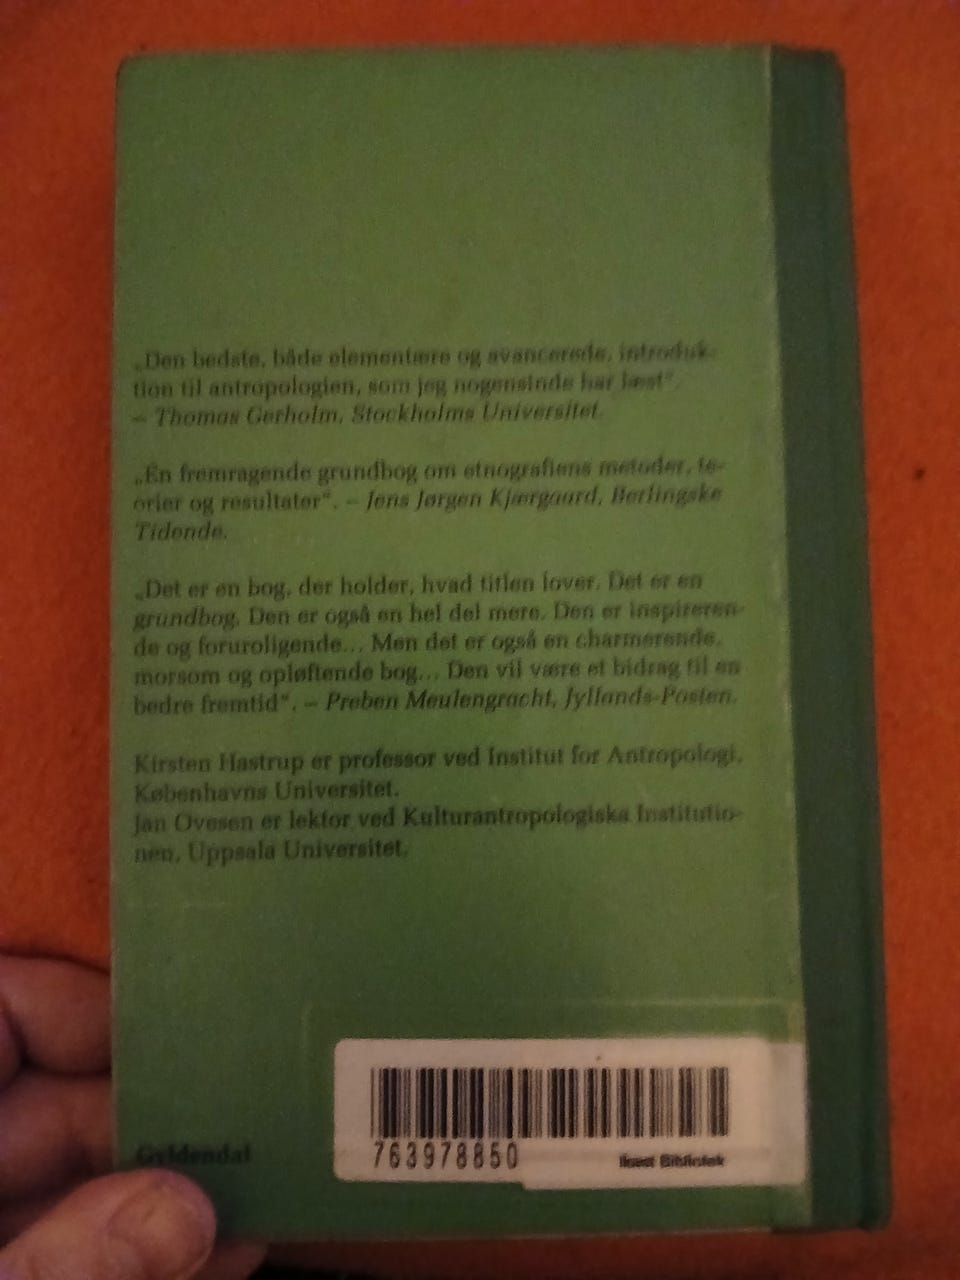 „Den bedste, både elementære og avancerede, introduk-
tion til antropologien, som jeg nogensinde har læst“.
– Thomas Gerholm, Stockholms Universitet.
„En fremragende grundbog om etnografiens metoder, te-
orier og resultater“. – Jens Jørgen Kjærgaard, Berlingske
Tidende.
„Det er en bog, der holder, hvad titlen lover. Det er en
grundbog. Den er også en hel del mere. Den er inspireren-
de og foruroligende... Men det er også en charmerende,
morsom og opløftende bog... Den vil være et bidrag til en
bedre fremtid“. – Preben Meulengracht, Jyllands-Posten.
Kirsten Hastrup er professor ved Institut for Antropologi,
Københavns Universitet.
Jan Ovesen er lektor ved Kulturantropologiska Institutio-
nen, Uppsala Universitet.
Gyldendal
763978850
Bibliotek